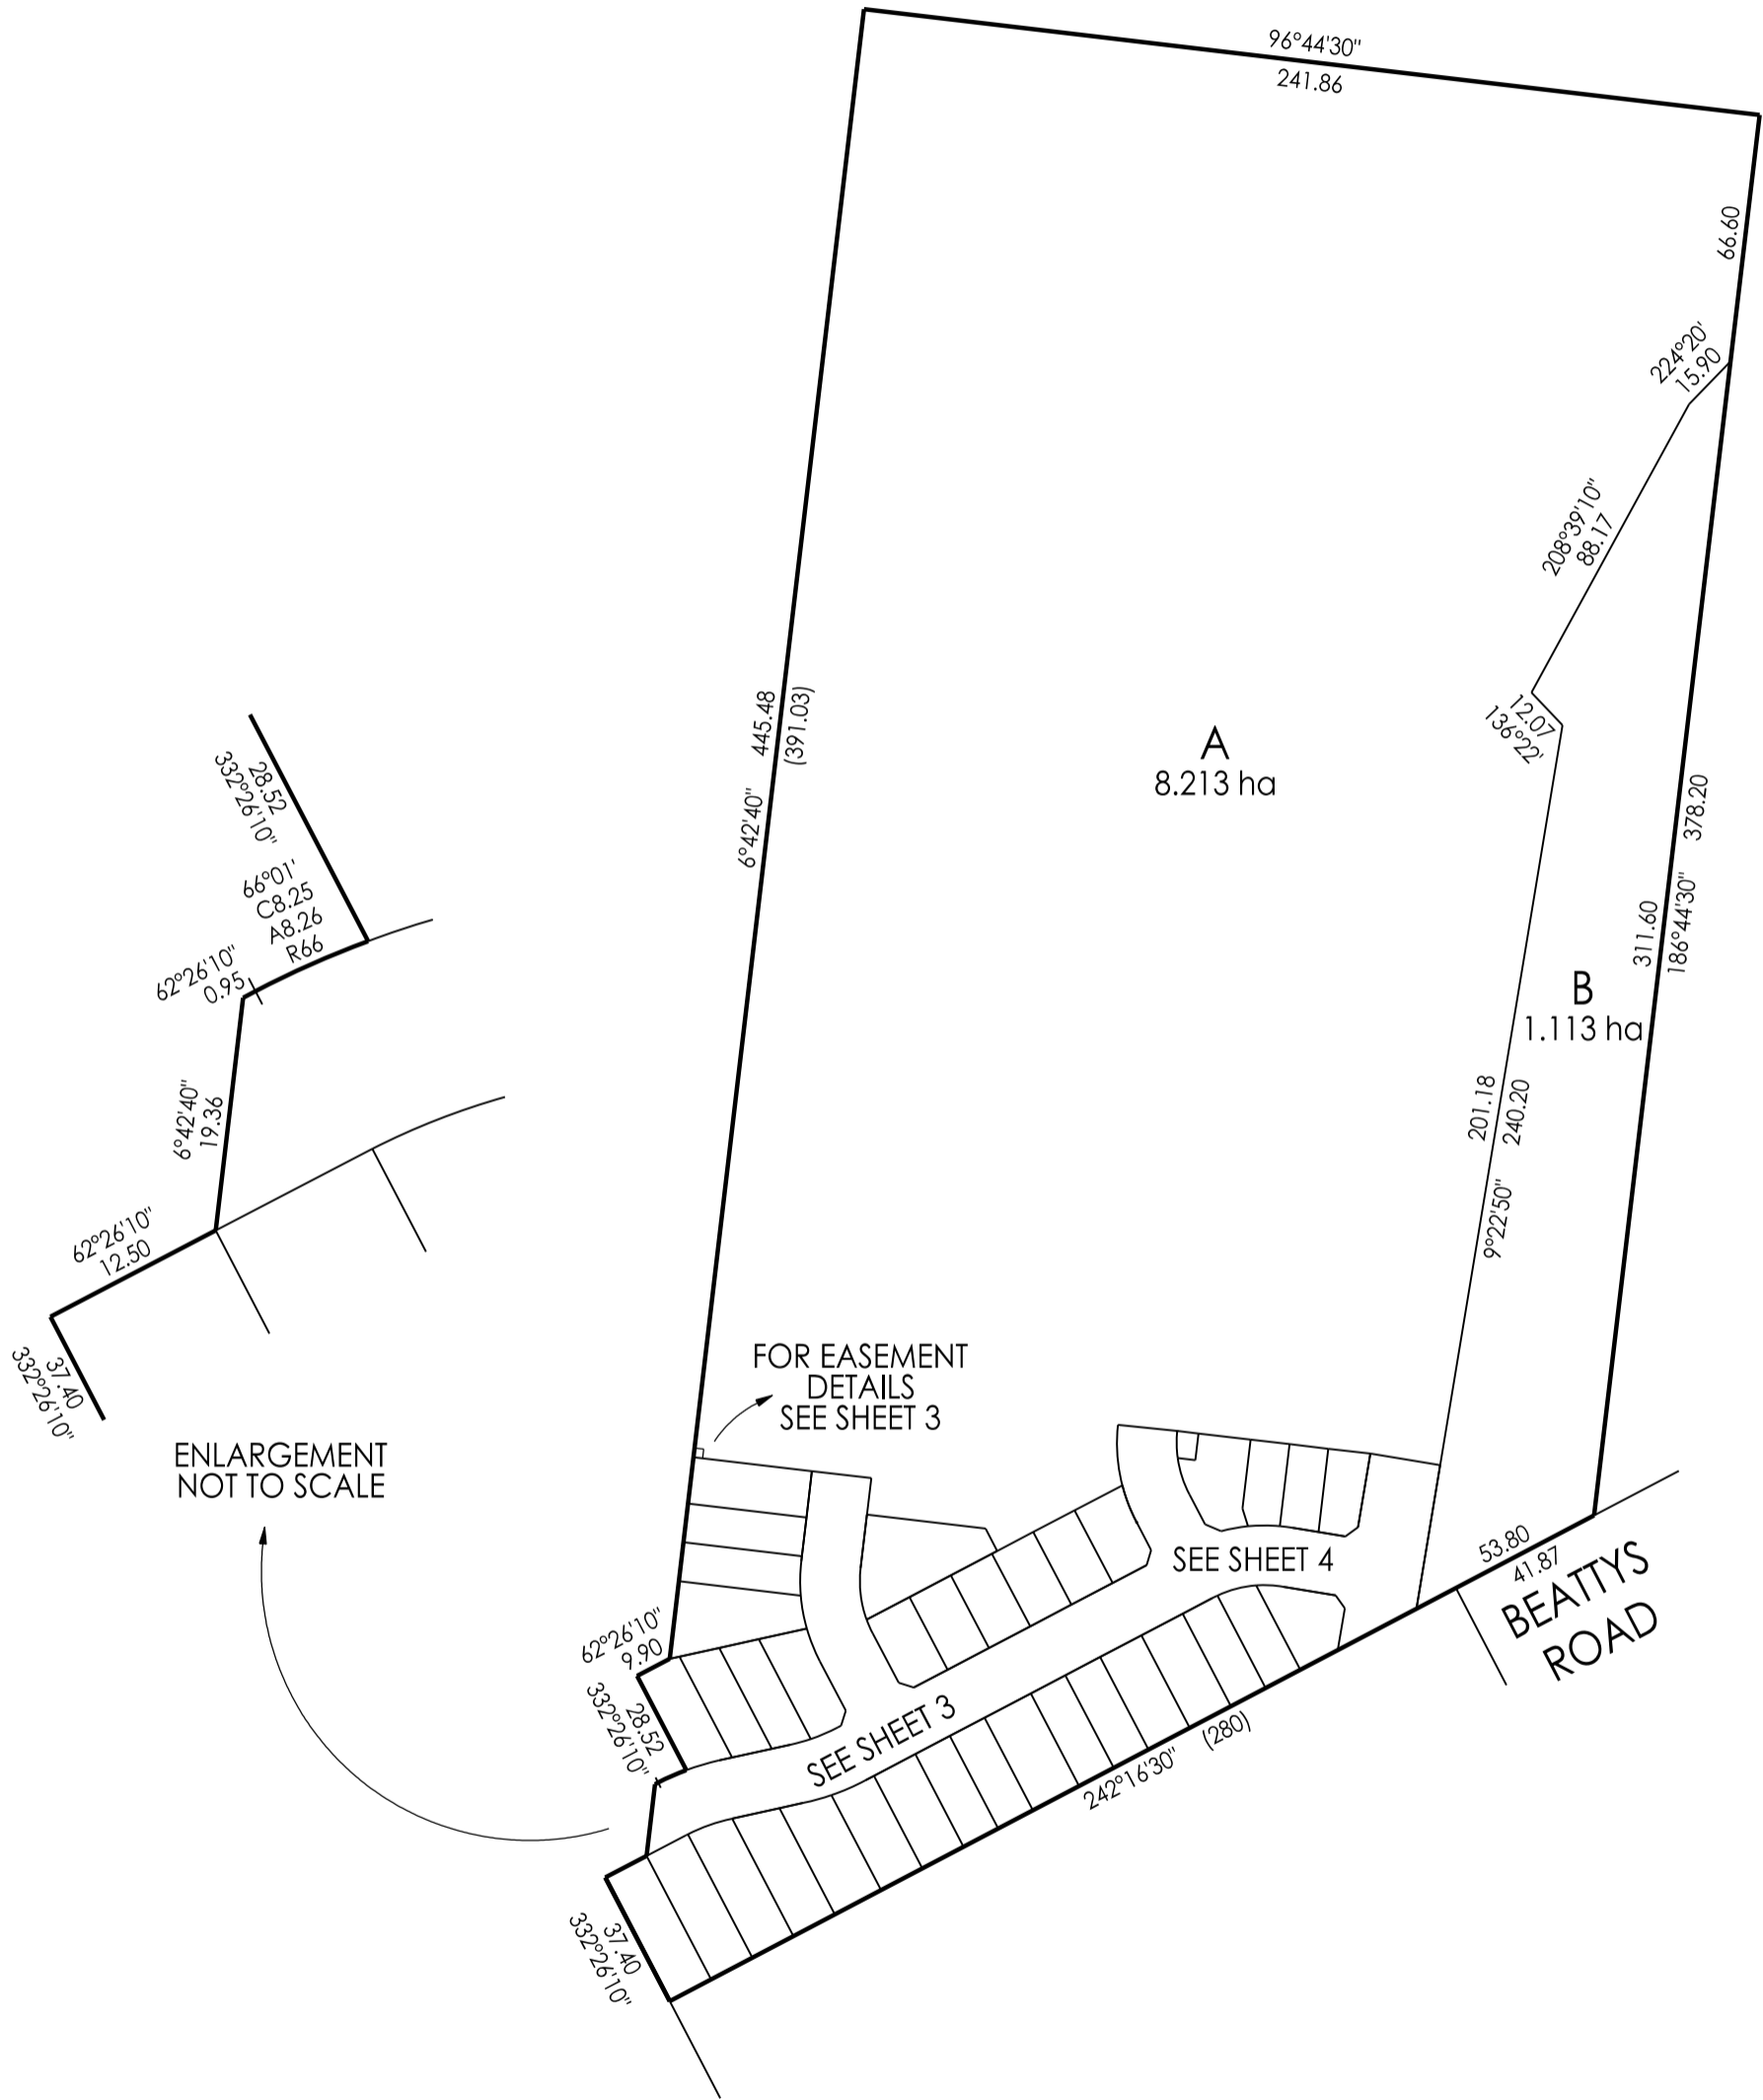 96°44'30"
241.86
66.60
224°20'
15.90
208°39'10"
88.17
12.07
136°22'
445.48
(391.03)
6°42'40"
A
8.213 ha
378.20
186°44'30"
311.60
B
1.113 ha
201.18
240.20
9°22'50"
28.52
332°26'10"
66°01'
C8.25
A8.26
R66
62°26'10"
0.95
6°42'40"
19.36
62°26'10"
12.50
37.40
332°26'10"
ENLARGEMENT
NOT TO SCALE
FOR EASEMENT
DETAILS
SEE SHEET 3
SEE SHEET 4
53.80
41.87
BEATTYS
ROAD
62°26'10"
9.90
28.52
332°26'10"
SEE SHEET 3
(280)
242°16'30"
37.40
332°26'10"